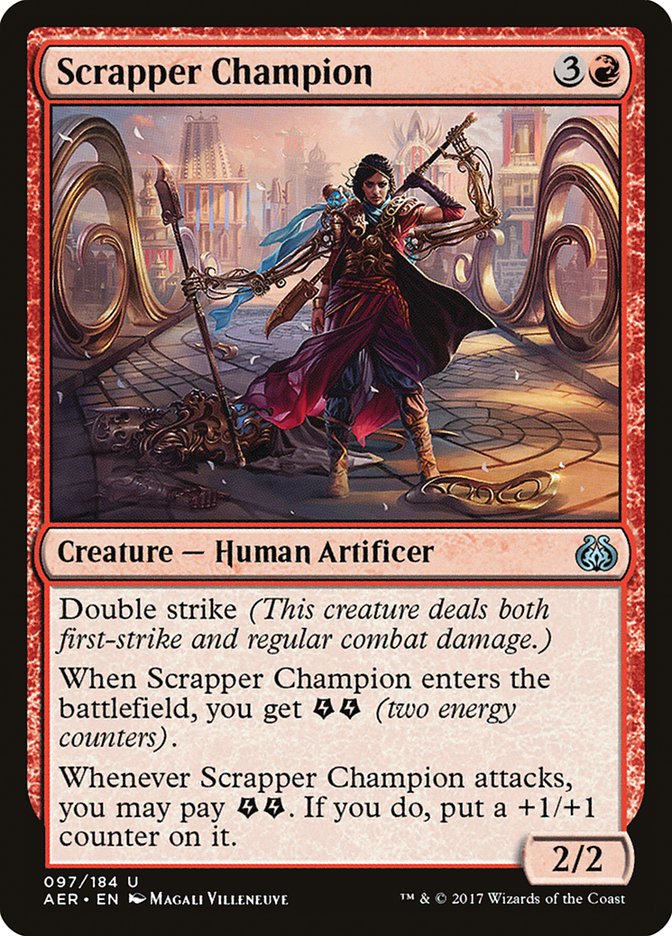 Scrapper Champion 3
Creature — Human Artificer
Double strike (This creature deals both
first-strike and regular combat damage.)
When Scrapper Champion enters the
battlefield, you get (two energy
counters).
Whenever Scrapper Champion attacks,
you may pay . If you do, put a +1/+1
counter on it.
2/2
097/184 U
AER • EN Magali Villeneuve
™ & © 2017 Wizards of the Coast